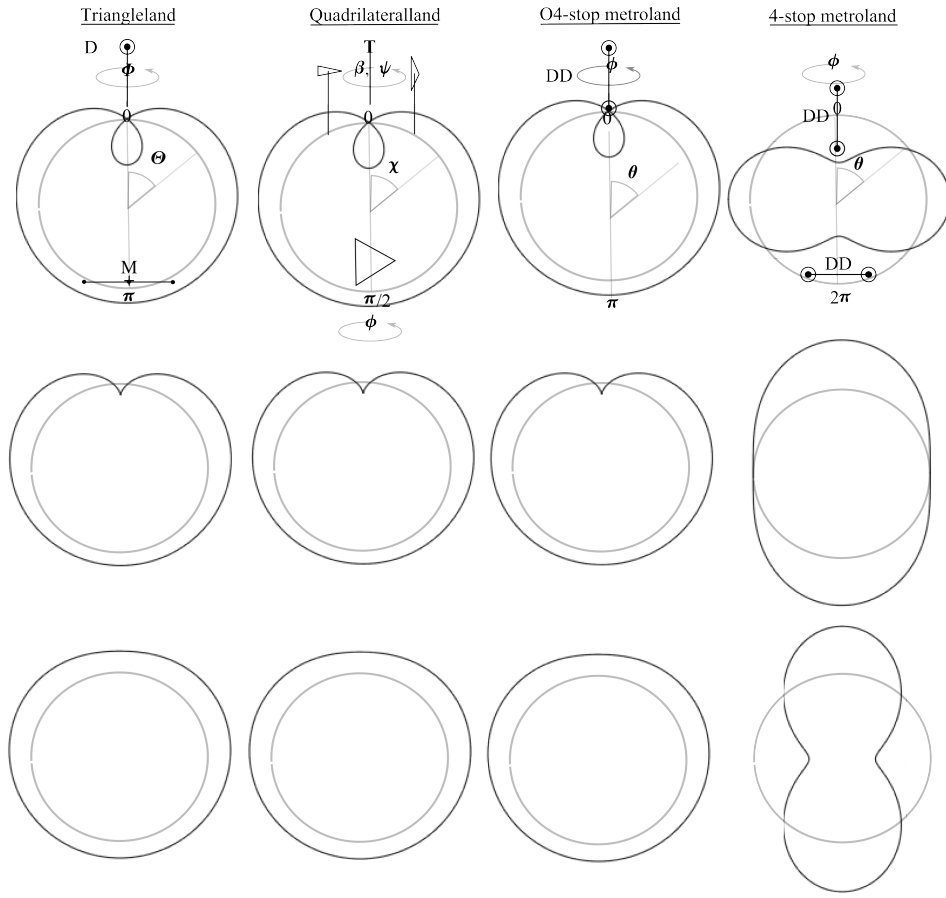 Triangleland
D
Φ
0
Θ
M
π
Quadrilateralland
T
β, ψ
0
χ
π/2
ϕ
O4-stop metroland
ϕ
DD
0
θ
π
4-stop metroland
ϕ
0
DD
θ
DD
2π